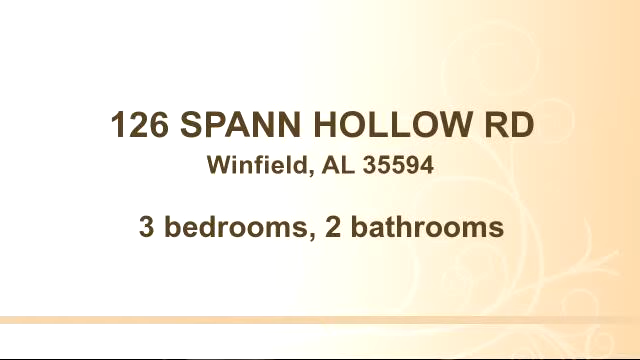 126 SPANN HOLLOW RD
Winfield, AL 35594
3 bedrooms, 2 bathrooms